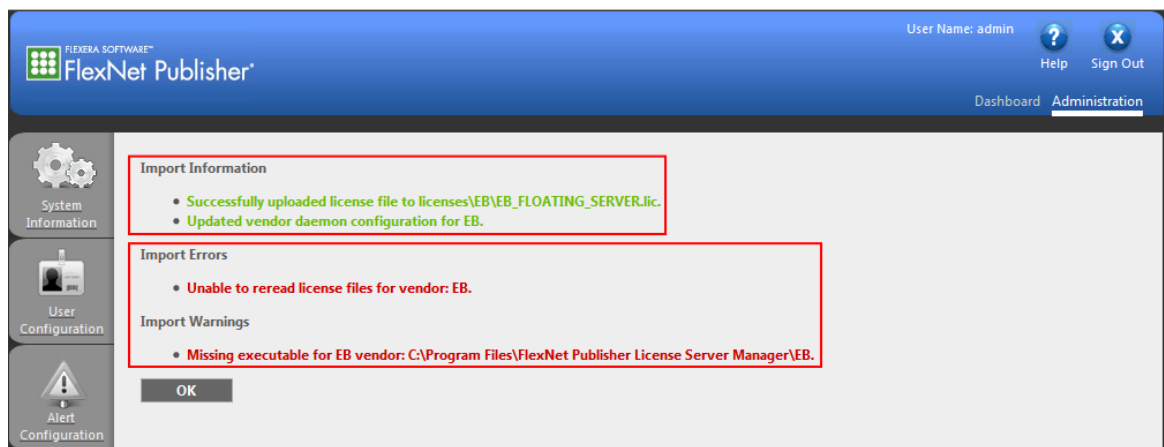 User Name: admin
FLEXERA SOFTWARE™
FlexNet Publisher
Help
Sign Out
Dashboard
Administration
System
Information
User
Configuration
Alert
Configuration
Import Information
• Successfully uploaded license file to licenses\EB\EB_FLOATING_SERVER.lic.
• Updated vendor daemon configuration for EB.
Import Errors
• Unable to reread license files for vendor: EB.
Import Warnings
• Missing executable for EB vendor: C:\Program Files\FlexNet Publisher License Server Manager\EB.
OK